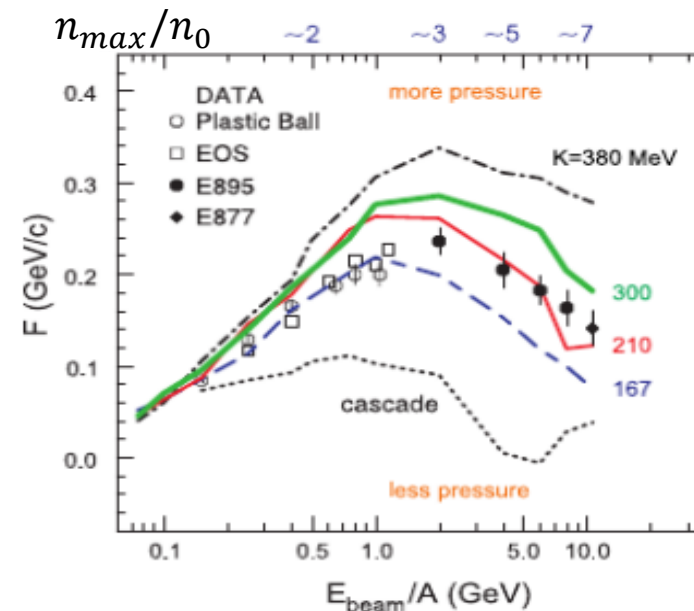 n_max/n_0 ~2 ~3 ~5 ~7
DATA
Plastic Ball
EOS
E895
E877
more pressure
K=380 MeV
300
210
167
cascade
less pressure
F (GeV/c)
0.4
0.3
0.2
0.1
0.0
0.1 0.5 1.0 5.0 10.0
E_beam/A (GeV)